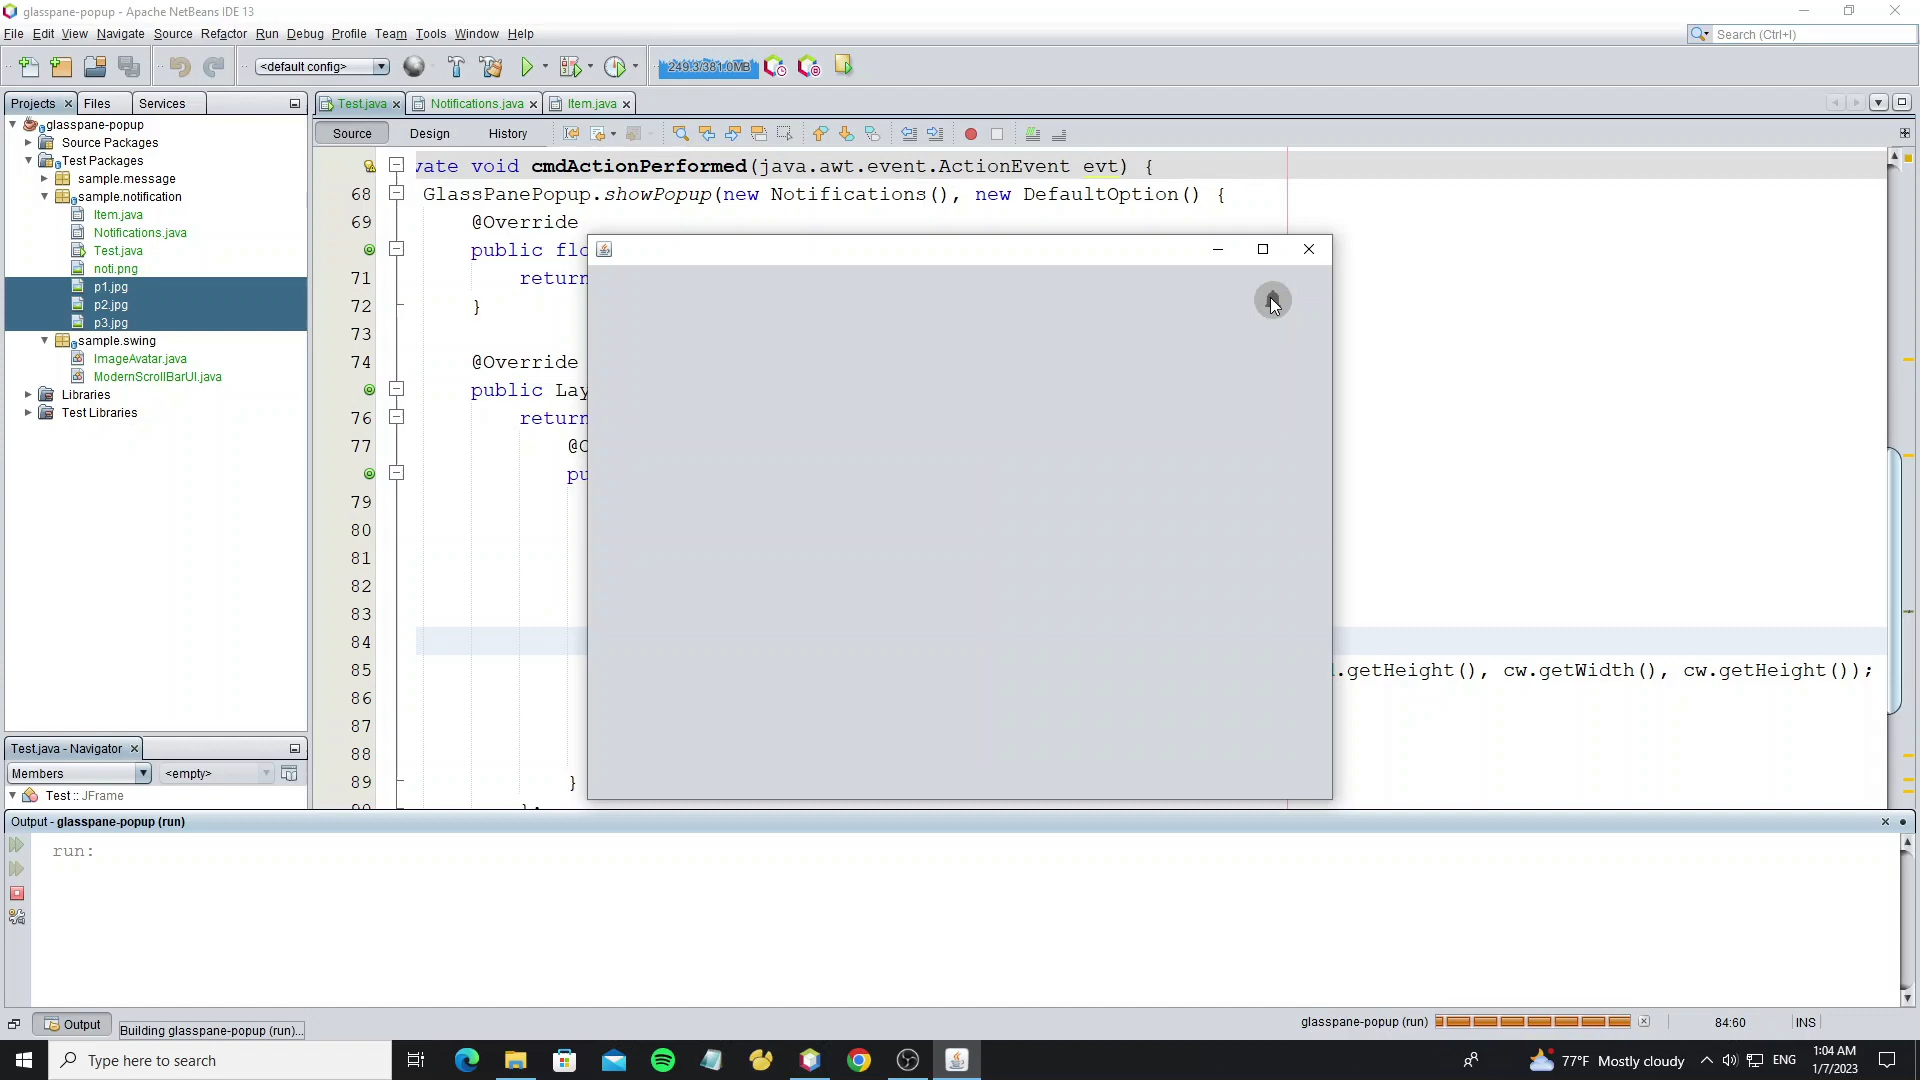 glasspane-popup - Apache NetBeans IDE 13
File Edit View Navigate Source Refactor Run Debug Profile Team Tools Window Help
Search (Ctrl+I)
<default config>
249.3/381.0MB
Projects Files Services
Test.java Notifications.java Item.java
Source Design History
glasspane-popup
Source Packages
Test Packages
sample.message
sample.notification
Item.java
Notifications.java
Test.java
noti.png
p1.jpg
p2.jpg
p3.jpg
sample.swing
ImageAvatar.java
ModernScrollBarUI.java
Libraries
Test Libraries
vate void cmdActionPerformed(java.awt.event.ActionEvent evt) {
68 GlassPanePopup.showPopup(new Notifications(), new DefaultOption() {
69 @Override
public flo
71 return
72 }
73
74 @Override
public Lay
76 return
77 @O
pu
79
80
81
82
83
84
85 .getHeight(), cw.getWidth(), cw.getHeight());
86
87
88
89 }
Test.java - Navigator
Members <empty>
Test :: JFrame
Output - glasspane-popup (run)
run:
Output Building glasspane-popup (run)... glasspane-popup (run) 84:60 INS
Type here to search
77°F Mostly cloudy ENG 1:04 AM
1/7/2023